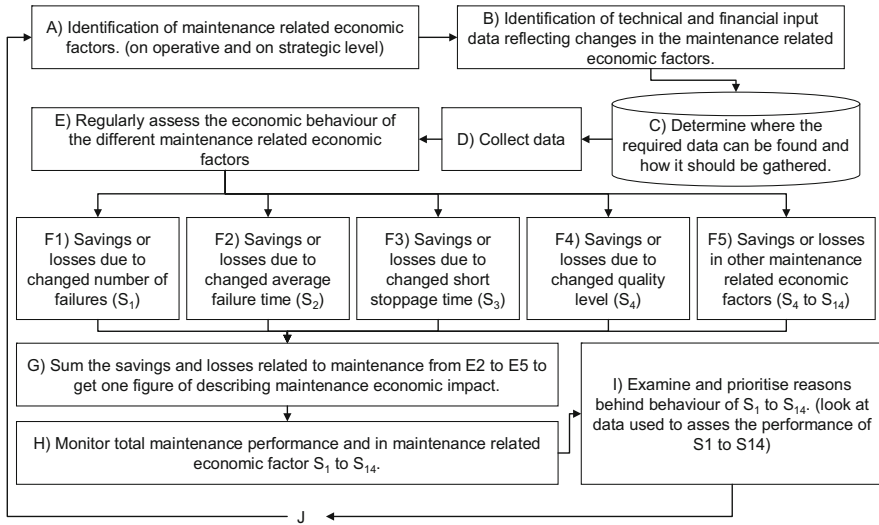 A) Identification of maintenance related economic
factors. (on operative and on strategic level)
B) Identification of technical and financial input
data reflecting changes in the maintenance related
economic factors.
C) Determine where the
required data can be found and
how it should be gathered.
D) Collect data
E) Regularly assess the economic behaviour of
the different maintenance related economic
factors
F1) Savings or
losses due to
changed number of
failures (S₁)
F2) Savings or
losses due to
changed average
failure time (S₂)
F3) Savings or
losses due to
changed short
stoppage time (S₃)
F4) Savings or
losses due to
changed quality
level (S₄)
F5) Savings or losses
in other maintenance
related economic
factors (S₄ to S₁₄)
G) Sum the savings and losses related to maintenance from E2 to E5 to
get one figure of describing maintenance economic impact.
H) Monitor total maintenance performance and in maintenance related
economic factor S₁ to S₁₄.
I) Examine and prioritise reasons
behind behaviour of S₁ to S₁₄. (look at
data used to asses the performance of
S1 to S14)
J